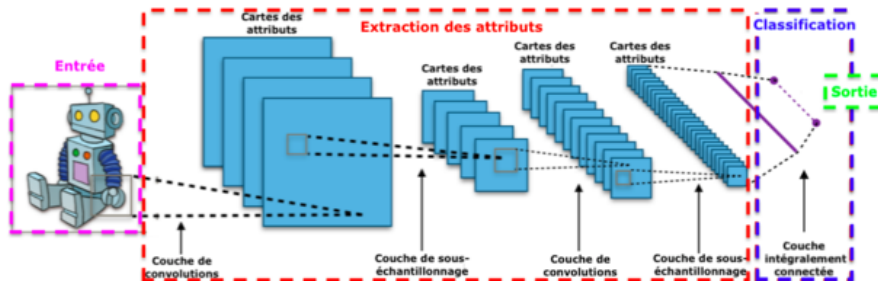 Entrée
Extraction des attributs
Classification
Sortie
Cartes des
attributs
Cartes des
attributs
Cartes des
attributs
Cartes des
attributs
Couche de
convolutions
Couche de sous-
échantillonnage
Couche de
convolutions
Couche de sous-
échantillonnage
Couche
intégralement
connectée